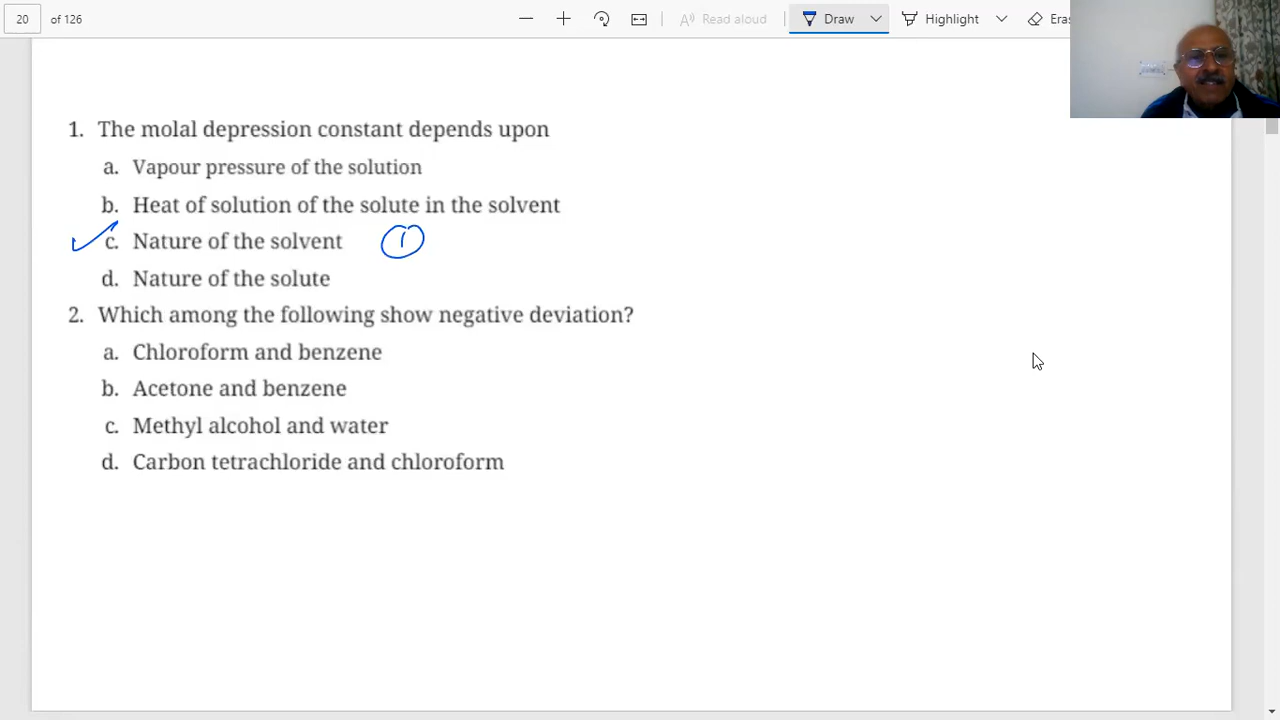 20 of 126 Read aloud Draw Highlight Eras
1. The molal depression constant depends upon
a. Vapour pressure of the solution
b. Heat of solution of the solute in the solvent
c. Nature of the solvent 1
d. Nature of the solute
2. Which among the following show negative deviation?
a. Chloroform and benzene
b. Acetone and benzene
c. Methyl alcohol and water
d. Carbon tetrachloride and chloroform